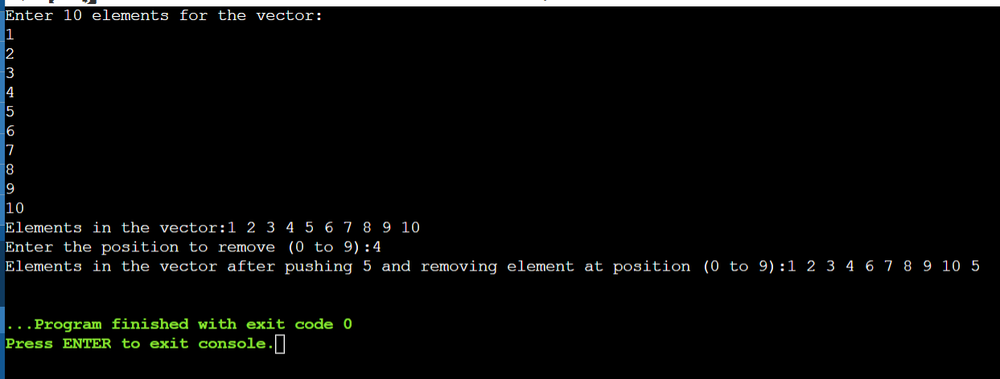 Enter 10 elements for the vector:
1
2
3
4
5
6
7
8
9
10
Elements in the vector:1 2 3 4 5 6 7 8 9 10
Enter the position to remove (0 to 9):4
Elements in the vector after pushing 5 and removing element at position (0 to 9):1 2 3 4 6 7 8 9 10 5
...Program finished with exit code 0
Press ENTER to exit console.